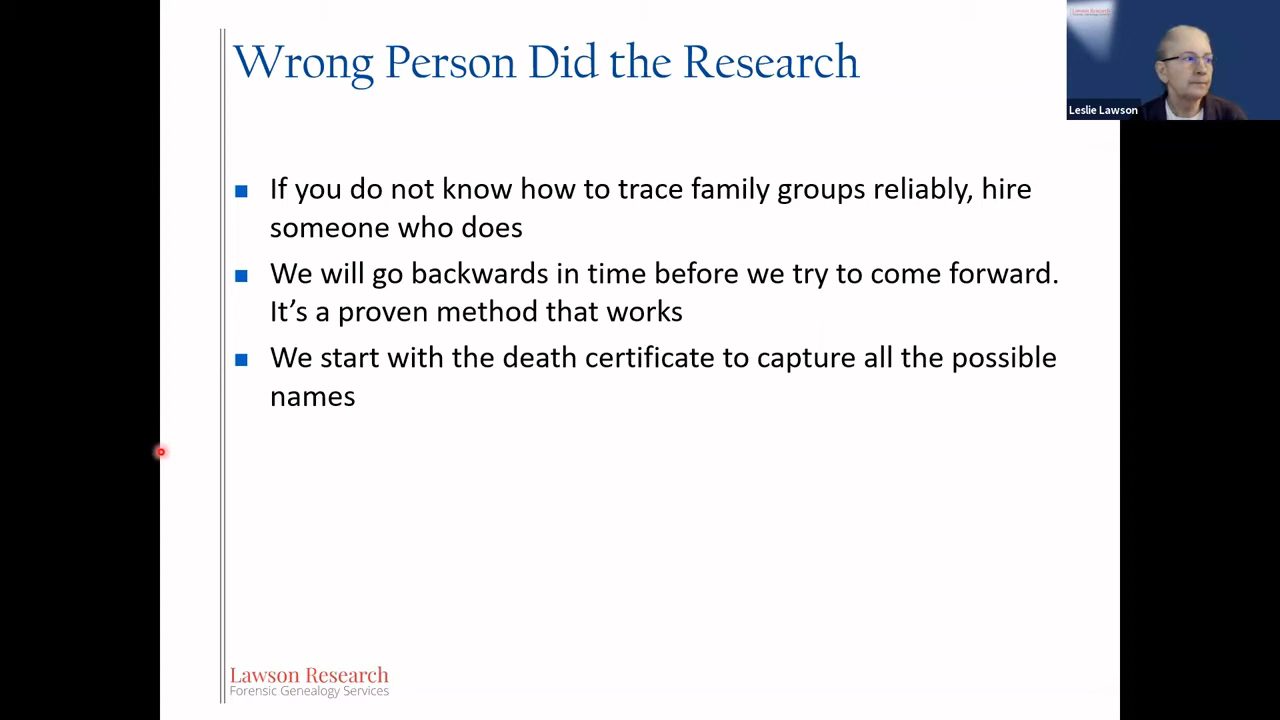 Wrong Person Did the Research
Leslie Lawson
If you do not know how to trace family groups reliably, hire
someone who does
We will go backwards in time before we try to come forward.
It’s a proven method that works
We start with the death certificate to capture all the possible
names
Lawson Research
Forensic Genealogy Services